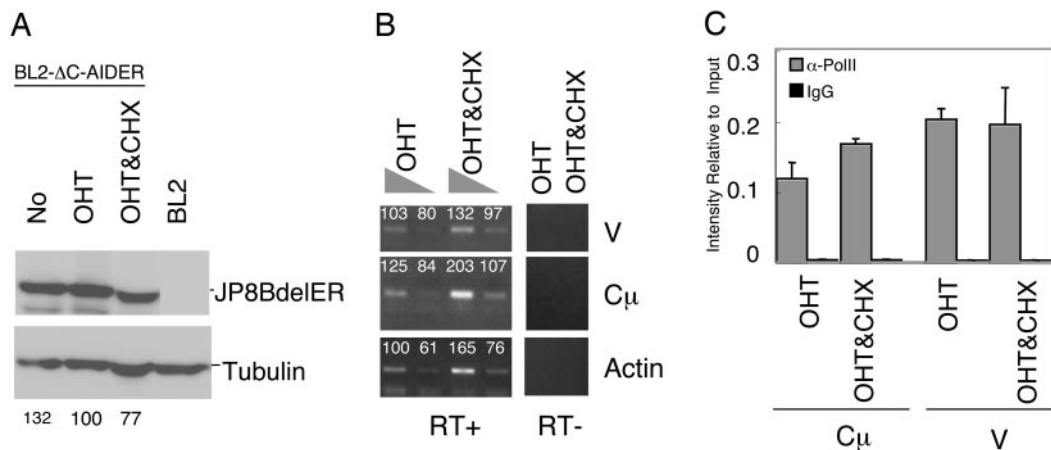 A
BL2-ΔC-AIDER
No
OHT
OHT&CHX
BL2
JP8BdelER
Tubulin
132 100 77
B
OHT
OHT&CHX
OHT
OHT&CHX
103 80 132 97
V
125 84 203 107
Cμ
100 61 165 76
Actin
RT+ RT-
C
Intensity Relative to Input
0.3
0.2
0.1
0
α-PolII
IgG
OHT
OHT&CHX
OHT
OHT&CHX
Cμ V